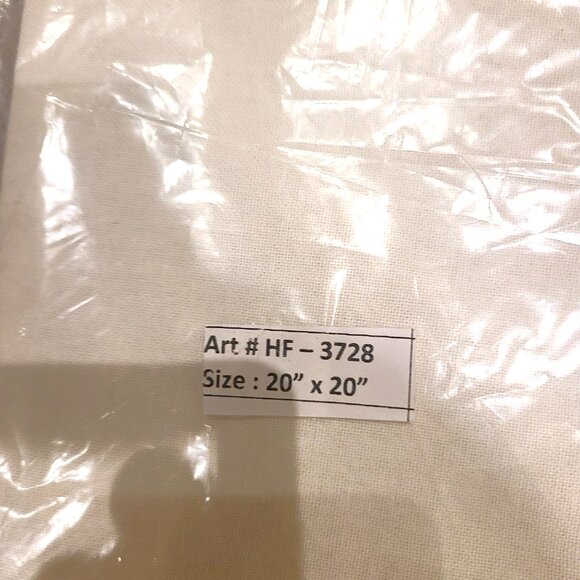 Art # HF – 3728
Size : 20” x 20”